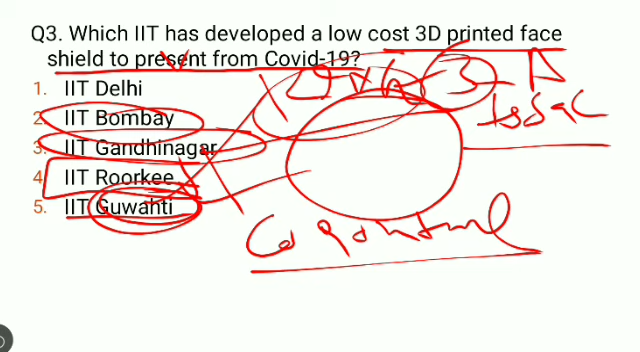 Q3. Which IIT has developed a low cost 3D printed face
shield to present from Covid-19?
1. IIT Delhi
2. IIT Bombay
3. IIT Gandhinagar
4. IIT Roorkee
5. IIT Guwahti